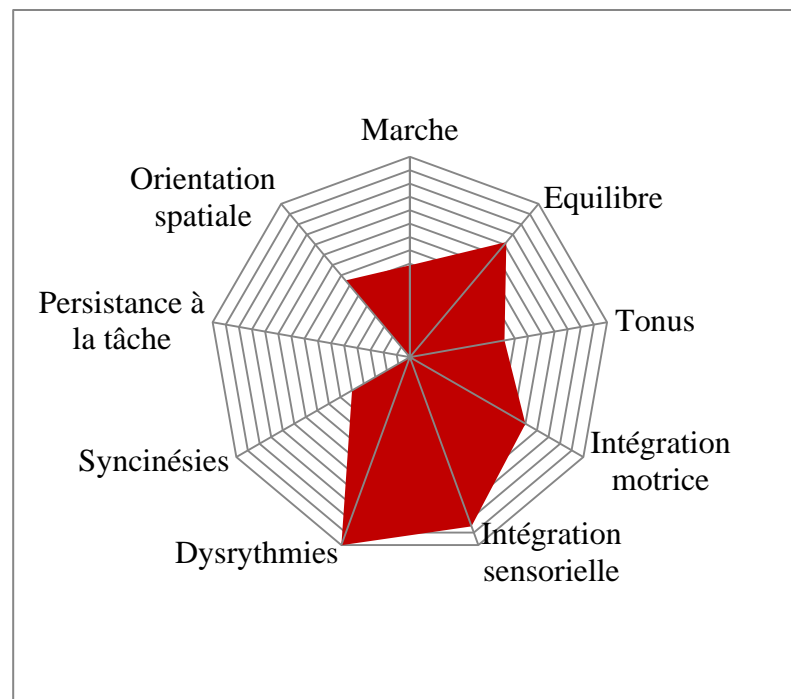 Marche
Equilibre
Tonus
Intégration
motrice
Intégration
sensorielle
Dysrythmies
Syncinésies
Persistance à
la tâche
Orientation
spatiale